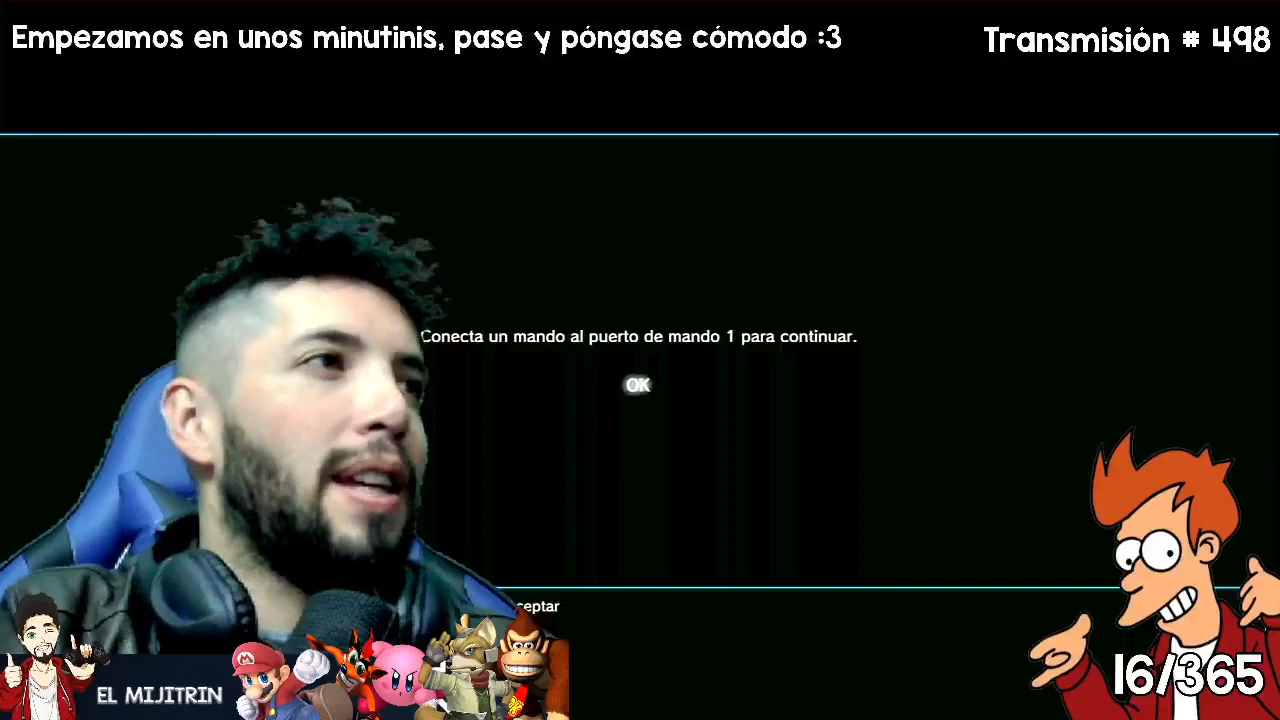 Empezamos en unos minutinis, pase y póngase cómodo :3
Transmisión # 498
Conecta un mando al puerto de mando 1 para continuar.
OK
ceptar
EL MIJITRIN
16/365